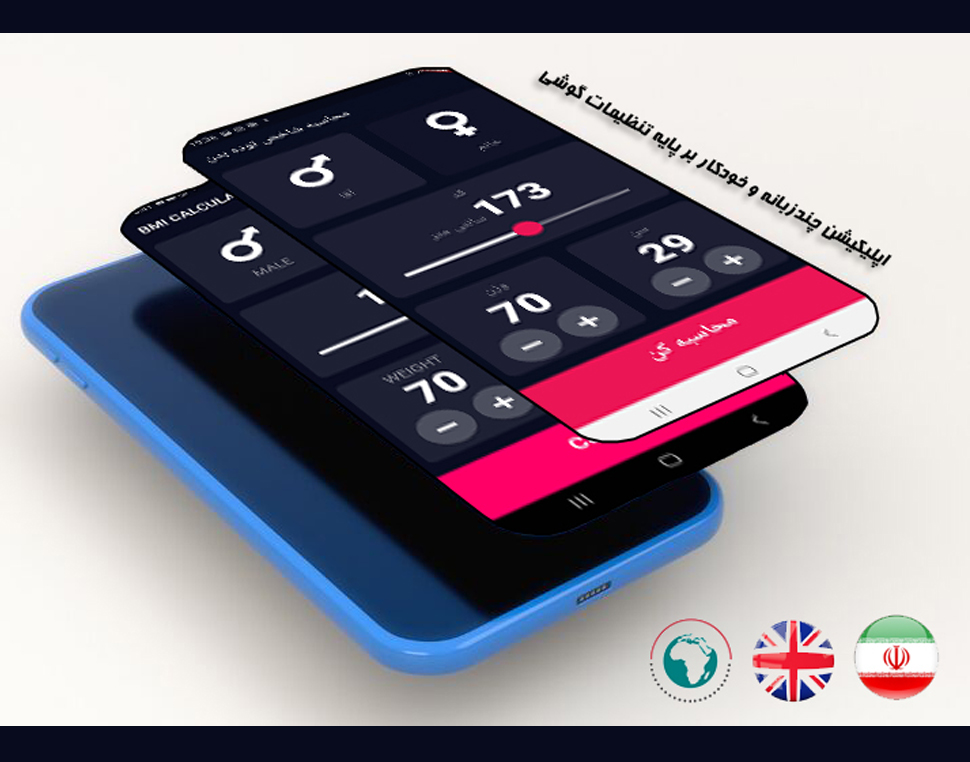 اپلیکیشن چندزبانه و خودکار بر پایه تنظیمات گوشی
محاسبه شاخص توده بدن
آقا
خانم
قد
173
سانتی متر
وزن
70
سن
29
محاسبه کن
BMI CALCULA
MALE
1
WEIGHT
70